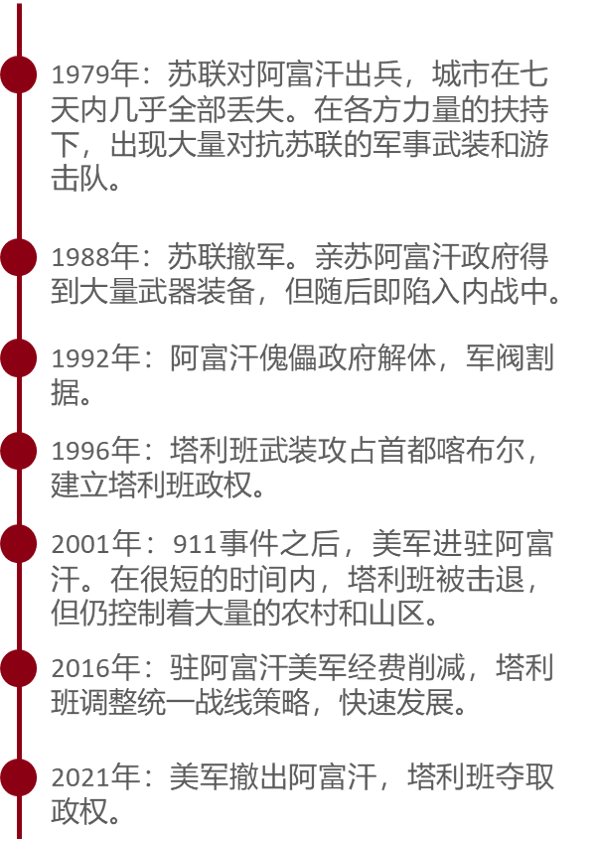 1979年：苏联对阿富汗出兵，城市在七
天内几乎全部丢失。在各方力量的扶持
下，出现大量对抗苏联的军事武装和游
击队。
1988年：苏联撤军。亲苏阿富汗政府得
到大量武器装备，但随后即陷入内战中。
1992年：阿富汗傀儡政府解体，军阀割
据。
1996年：塔利班武装攻占首都喀布尔，
建立塔利班政权。
2001年：911事件之后，美军进驻阿富
汗。在很短的时间内，塔利班被击退，
但仍控制着大量的农村和山区。
2016年：驻阿富汗美军经费削减，塔利
班调整统一战线策略，快速发展。
2021年：美军撤出阿富汗，塔利班夺取
政权。